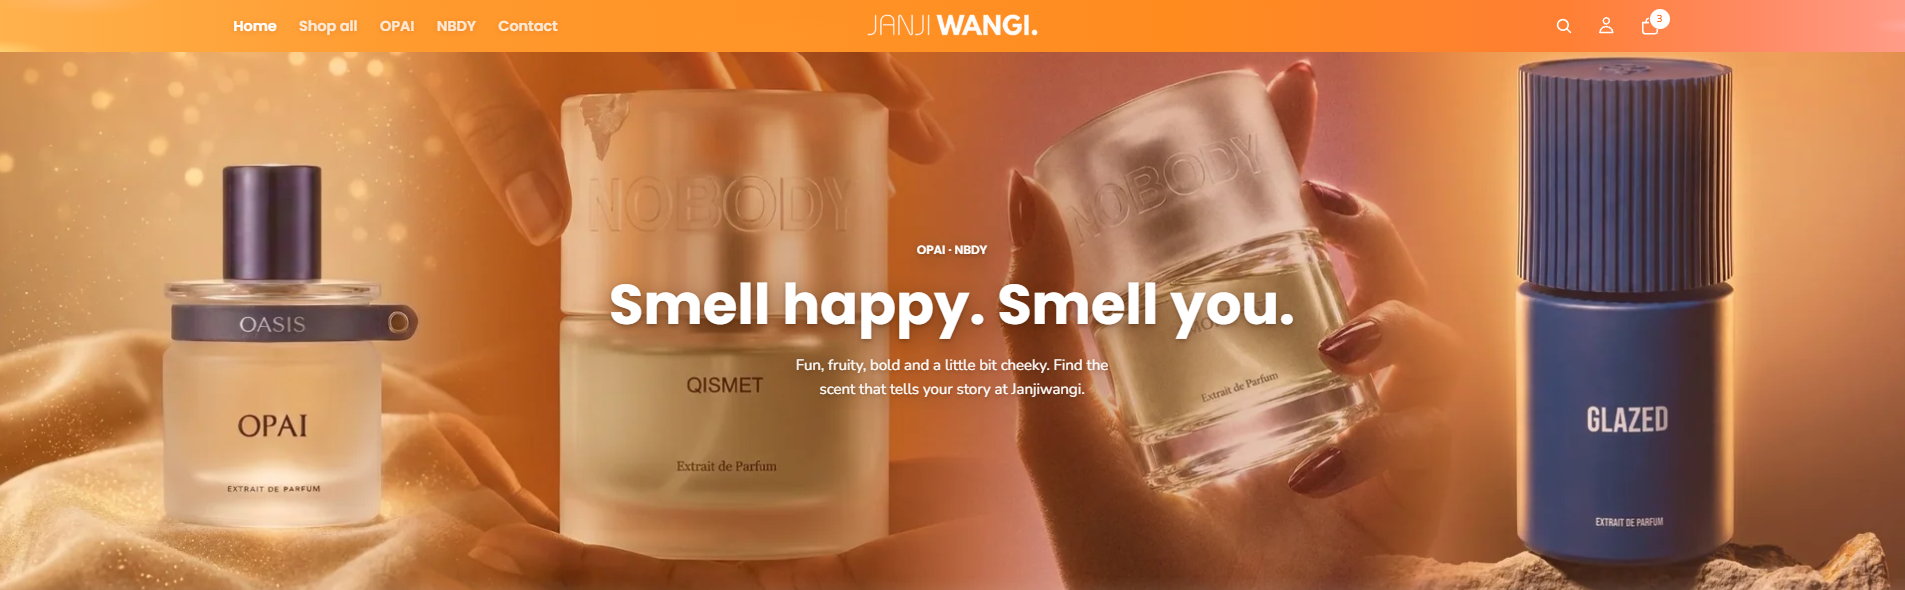 Home Shop all OPAI NBDY Contact
JANJI WANGI.
3
OASIS
OPAI
EXTRAIT DE PARFUM
NOBODY
QISMET
Extrait de Parfum
OPAI · NBDY
Smell happy. Smell you.
Fun, fruity, bold and a little bit cheeky. Find the
scent that tells your story at Janjiwangi.
NOBODY
Extrait de Parfum
GLAZED
EXTRAIT DE PARFUM